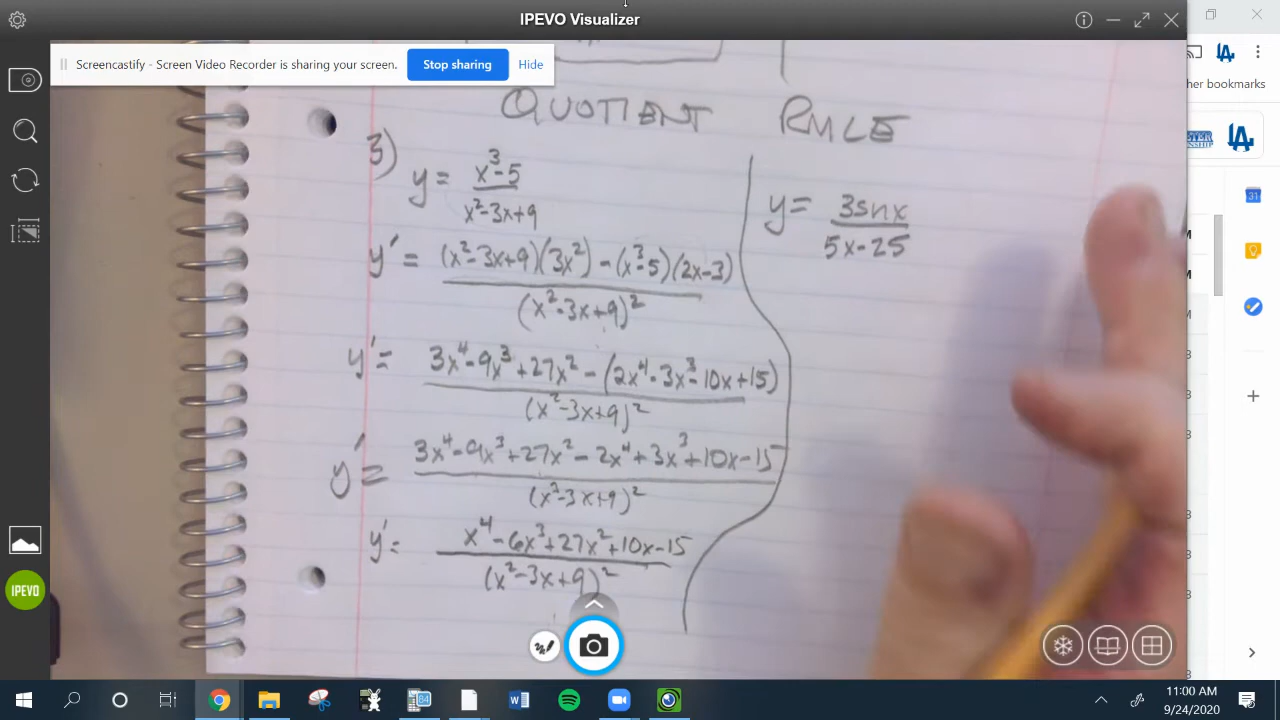 IPEVO Visualizer
Screencastify - Screen Video Recorder is sharing your screen.
Stop sharing
Hide
her bookmarks
QUOTIENT RULE
3)
y = x³-5 / x²-3x+9
y' = (x²-3x+9)(3x²) - (x³-5)(2x-3) / (x²-3x+9)²
y' = 3x⁴-9x³+27x² - (2x⁴-3x³-10x+15) / (x²-3x+9)²
y' = 3x⁴-9x³+27x²-2x⁴+3x³+10x-15 / (x²-3x+9)²
y' = x⁴-6x³+27x²+10x-15 / (x²-3x+9)²
y = 3sinx / 5x-25
IPEVO
31
LA
LA
84
11:00 AM
9/24/2020